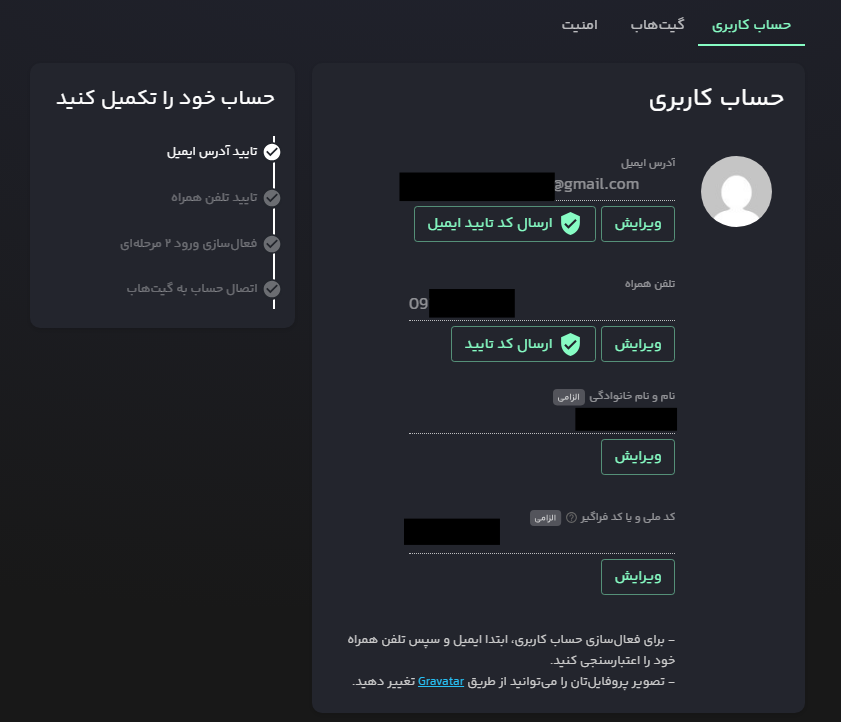 حساب کاربری
گیت‌هاب
امنیت
حساب کاربری
آدرس ایمیل
@gmail.com
ویرایش
ارسال کد تایید ایمیل
تلفن همراه
09
ویرایش
ارسال کد تایید
نام و نام خانوادگی الزامی
ویرایش
کد ملی و یا کد فراگیر الزامی
ویرایش
- برای فعال‌سازی حساب کاربری، ابتدا ایمیل و سپس تلفن همراه
خود را اعتبارسنجی کنید.
- تصویر پروفایل‌تان را می‌توانید از طریق Gravatar تغییر دهید.
حساب خود را تکمیل کنید
تایید آدرس ایمیل
تایید تلفن همراه
فعال‌سازی ورود ۲ مرحله‌ای
اتصال حساب به گیت‌هاب